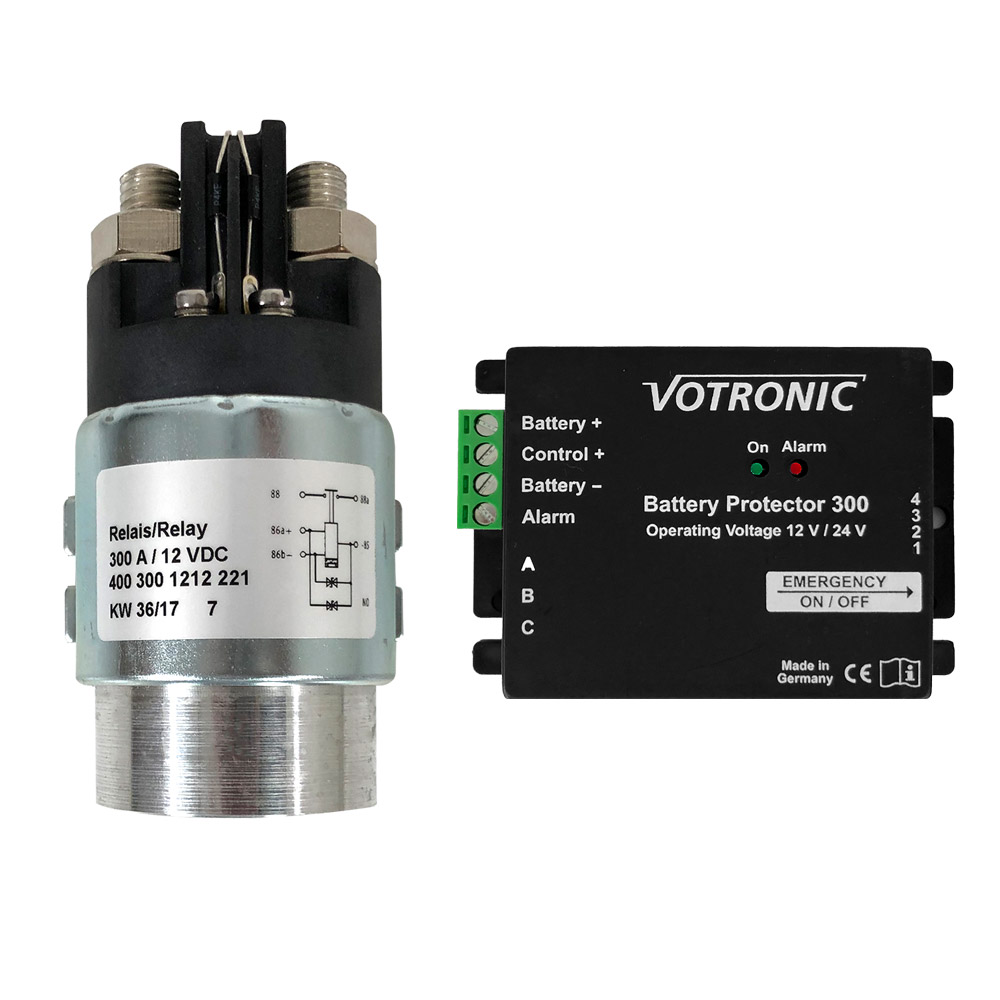 P4KE
P4KE
Relais/Relay
300 A / 12 VDC
400 300 1212 221
KW 36/17 7
88
88a
86a+
86b−
-85
NO
VOTRONIC
On Alarm
Battery +
Control +
Battery −
Alarm
A
B
C
Battery Protector 300
Operating Voltage 12 V / 24 V
4
3
2
1
EMERGENCY
ON / OFF
Made in
Germany
CE
i